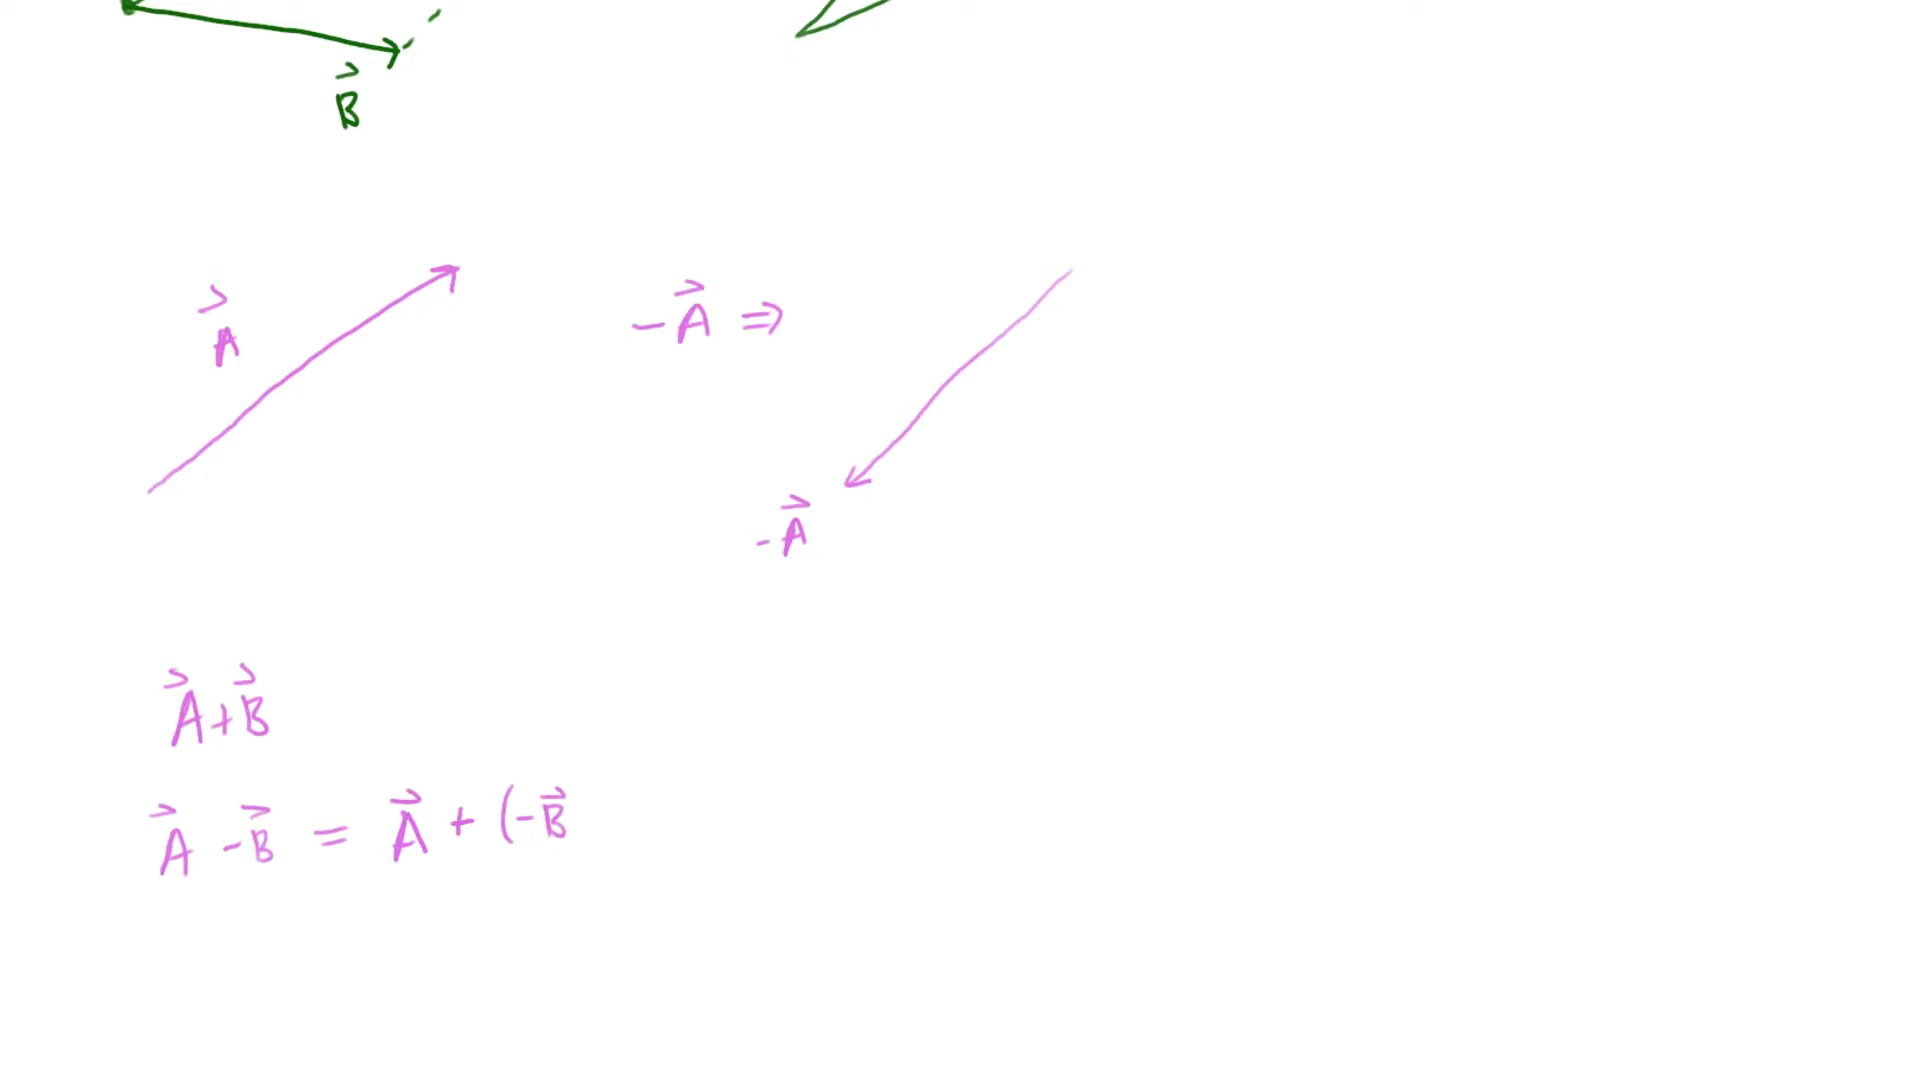 B⃗
A⃗
-A⃗ ⇒
-A⃗
A⃗+B⃗
A⃗ -B⃗ = A⃗ + (-B⃗